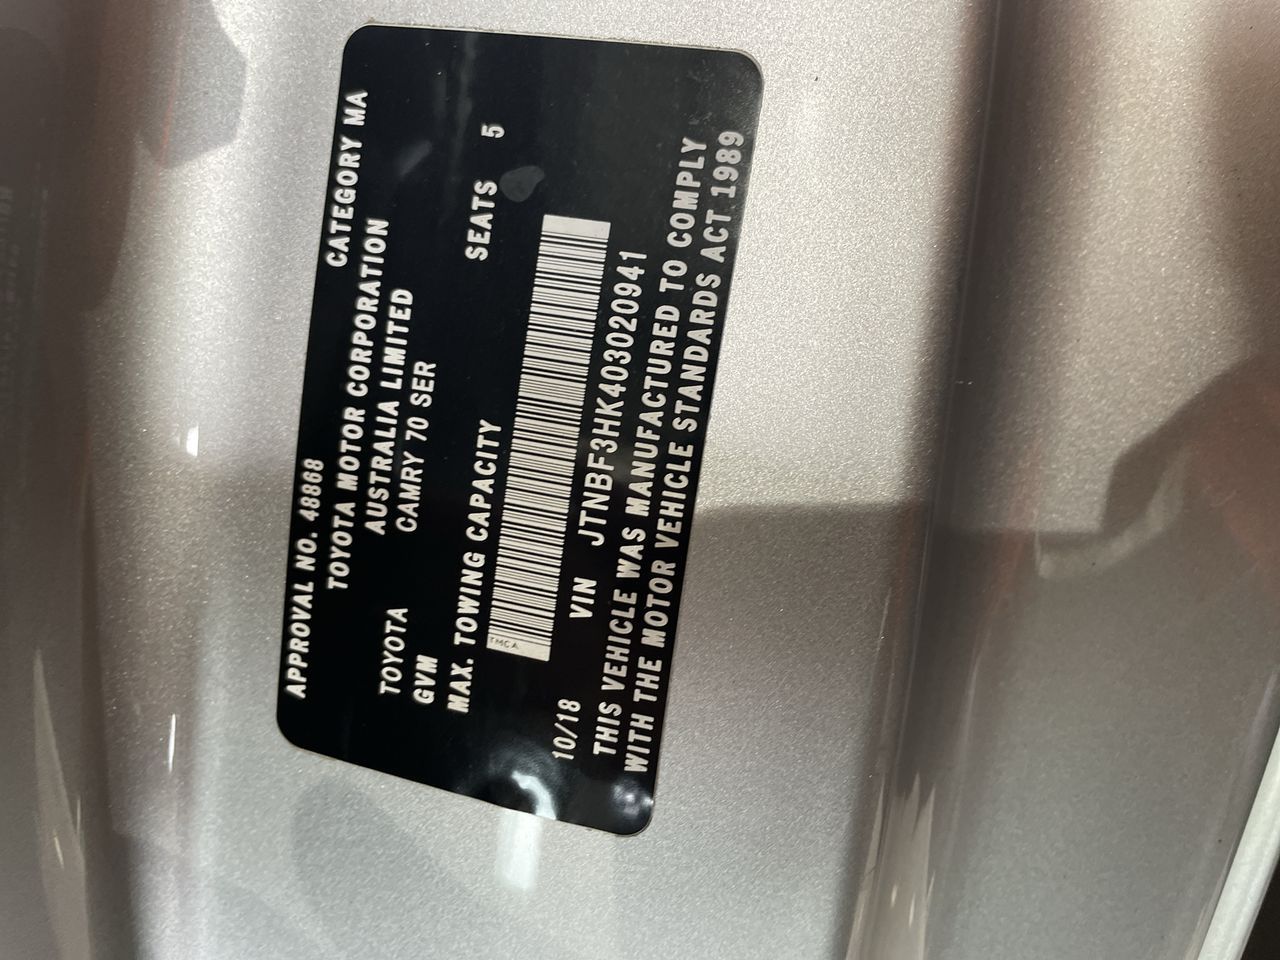 APPROVAL NO. 48868 CATEGORY MA
TOYOTA MOTOR CORPORATION
AUSTRALIA LIMITED
TOYOTA CAMRY 70 SER
GVM
MAX. TOWING CAPACITY SEATS 5
TMCA
10/18 VIN JTNBF3HK403020941
THIS VEHICLE WAS MANUFACTURED TO COMPLY
WITH THE MOTOR VEHICLE STANDARDS ACT 1989